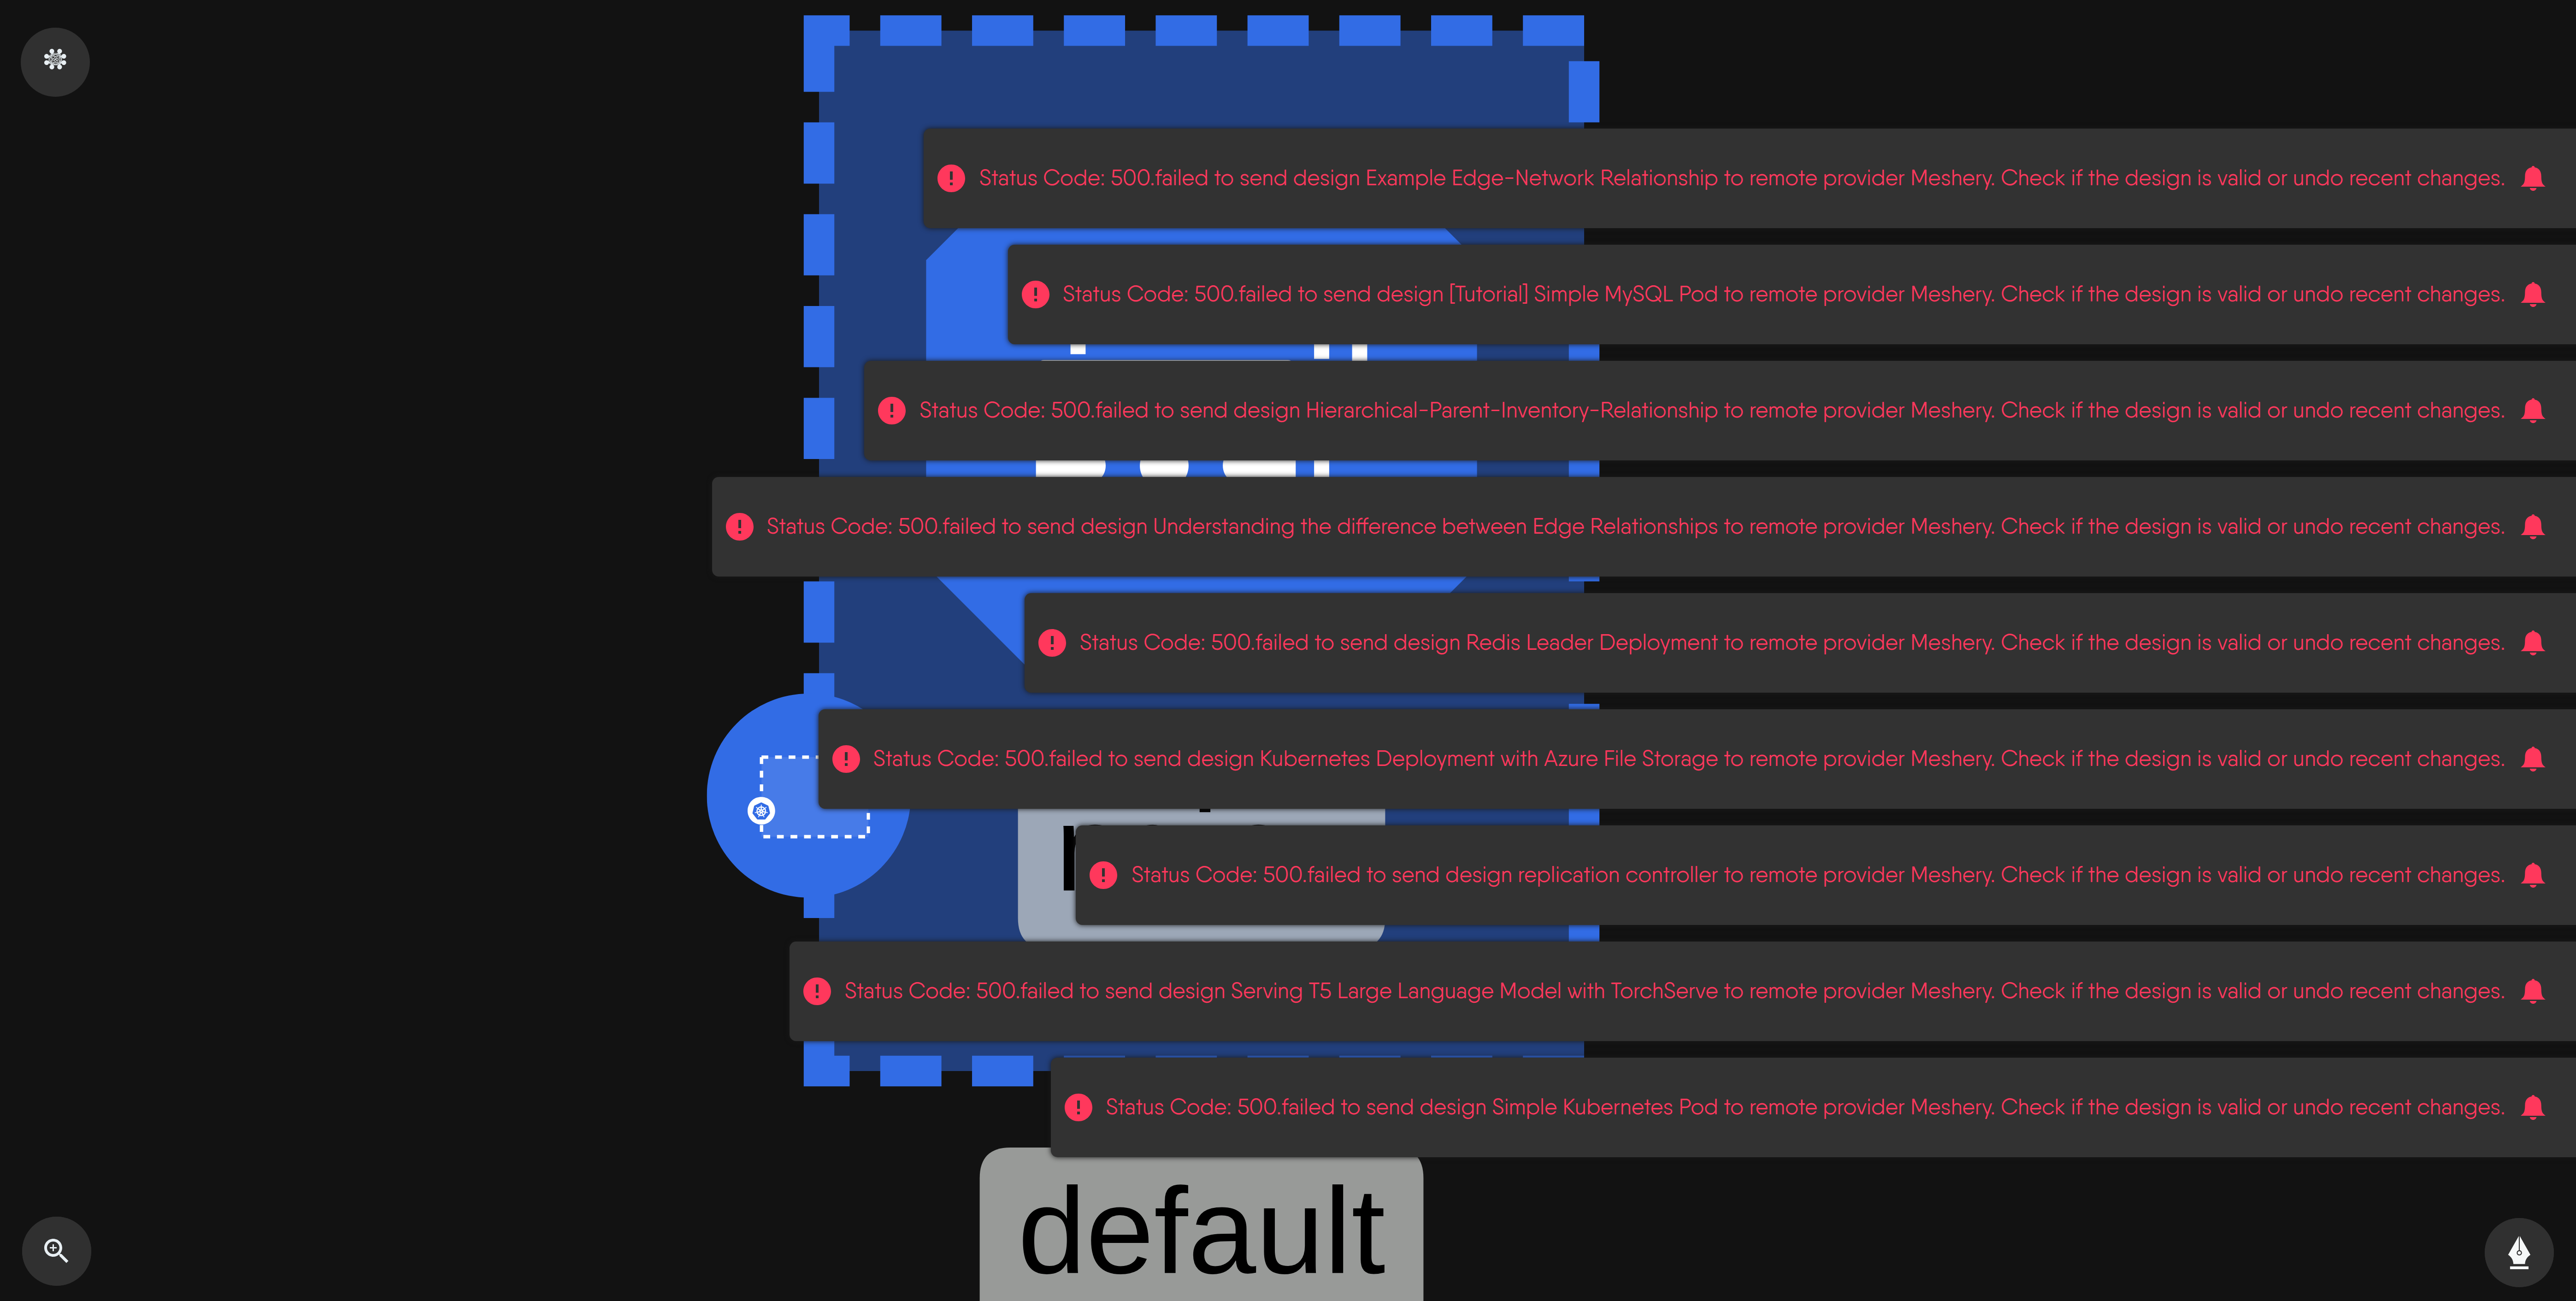 Status Code: 500.failed to send design Example Edge-Network Relationship to remote provider Meshery. Check if the design is valid or undo recent changes.
Status Code: 500.failed to send design [Tutorial] Simple MySQL Pod to remote provider Meshery. Check if the design is valid or undo recent changes.
Status Code: 500.failed to send design Hierarchical-Parent-Inventory-Relationship to remote provider Meshery. Check if the design is valid or undo recent changes.
Status Code: 500.failed to send design Understanding the difference between Edge Relationships to remote provider Meshery. Check if the design is valid or undo recent changes.
Status Code: 500.failed to send design Redis Leader Deployment to remote provider Meshery. Check if the design is valid or undo recent changes.
Status Code: 500.failed to send design Kubernetes Deployment with Azure File Storage to remote provider Meshery. Check if the design is valid or undo recent changes.
Status Code: 500.failed to send design replication controller to remote provider Meshery. Check if the design is valid or undo recent changes.
Status Code: 500.failed to send design Serving T5 Large Language Model with TorchServe to remote provider Meshery. Check if the design is valid or undo recent changes.
Status Code: 500.failed to send design Simple Kubernetes Pod to remote provider Meshery. Check if the design is valid or undo recent changes.
default